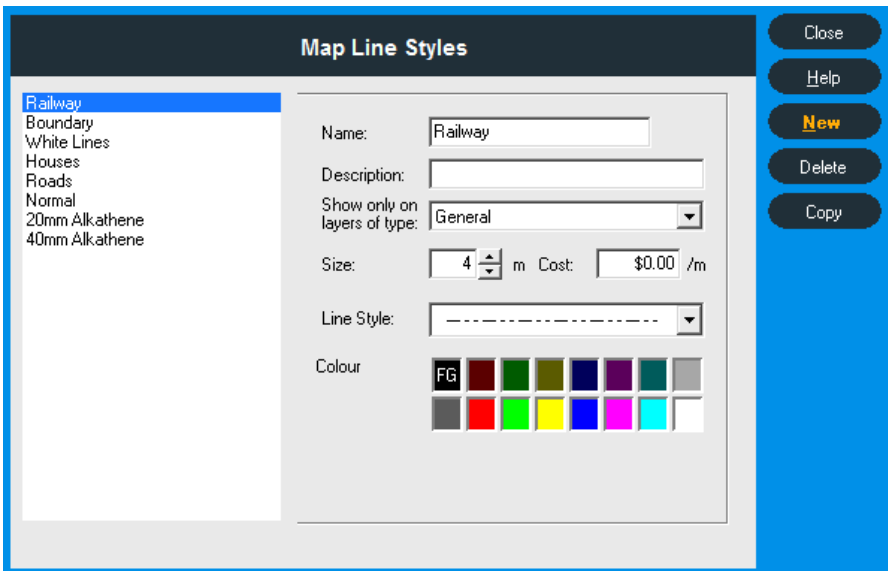 Map Line Styles
Close
Help
New
Delete
Copy
Railway
Boundary
White Lines
Houses
Roads
Normal
20mm Alkathene
40mm Alkathene
Name: Railway
Description:
Show only on
layers of type: General
Size: 4 m Cost: $0.00 /m
Line Style:
Colour
FG